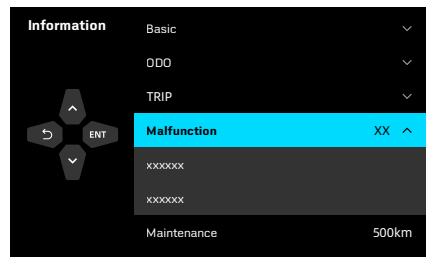 Information
Basic
ODO
TRIP
Malfunction XX
ENT
xxxxxx
xxxxxx
Maintenance 500km